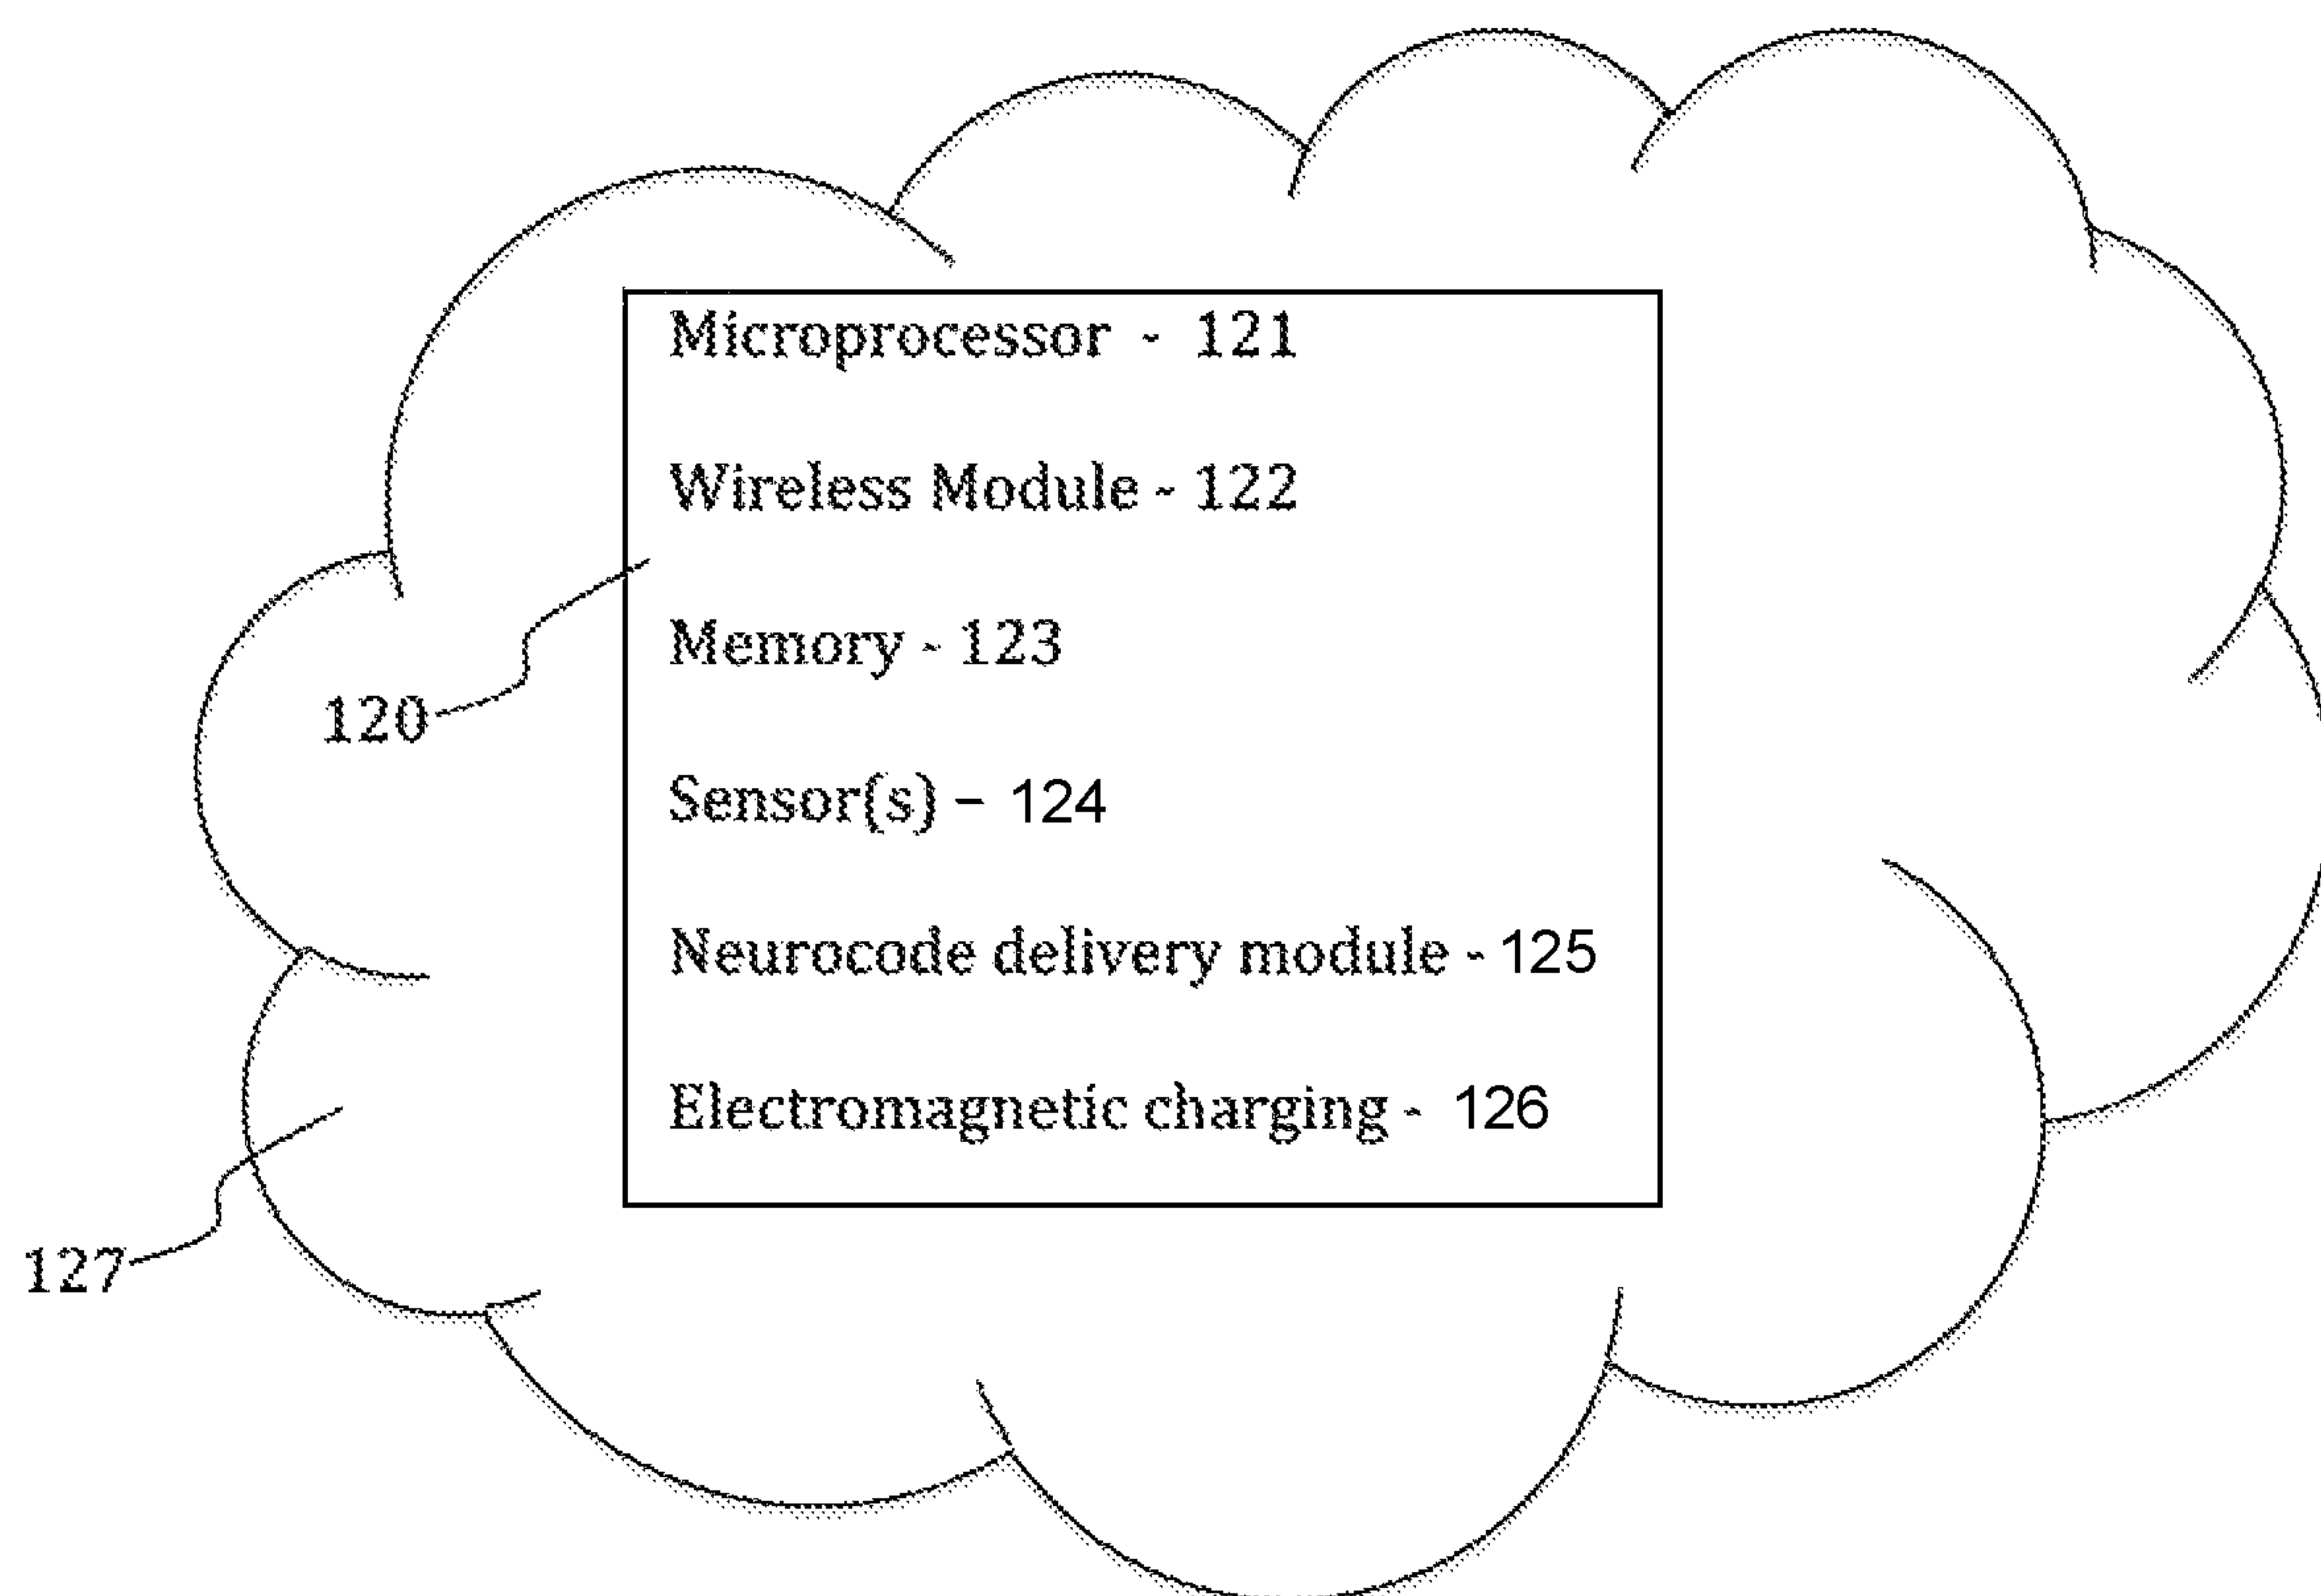 Microprocessor - 121
Wireless Module - 122
Memory - 123
120
Sensor(s) – 124
Neurocode delivery module - 125
Electromagnetic charging - 126
127